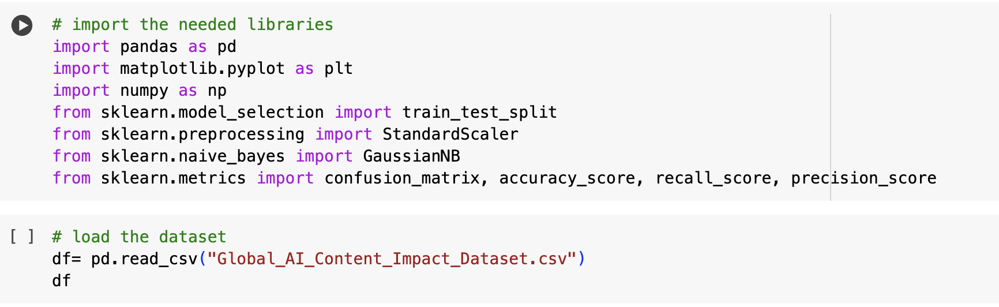 # import the needed libraries
import pandas as pd
import matplotlib.pyplot as plt
import numpy as np
from sklearn.model_selection import train_test_split
from sklearn.preprocessing import StandardScaler
from sklearn.naive_bayes import GaussianNB
from sklearn.metrics import confusion_matrix, accuracy_score, recall_score, precision_score
[ ] # load the dataset
df= pd.read_csv("Global_AI_Content_Impact_Dataset.csv")
df